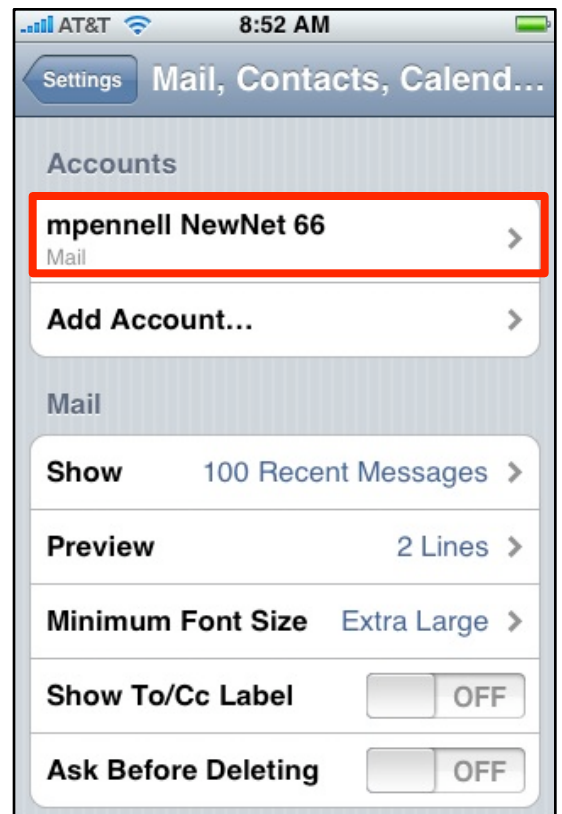 AT&T 8:52 AM
Settings Mail, Contacts, Calend...
Accounts
mpennell NewNet 66
Mail
Add Account...
Mail
Show 100 Recent Messages
Preview 2 Lines
Minimum Font Size Extra Large
Show To/Cc Label OFF
Ask Before Deleting OFF